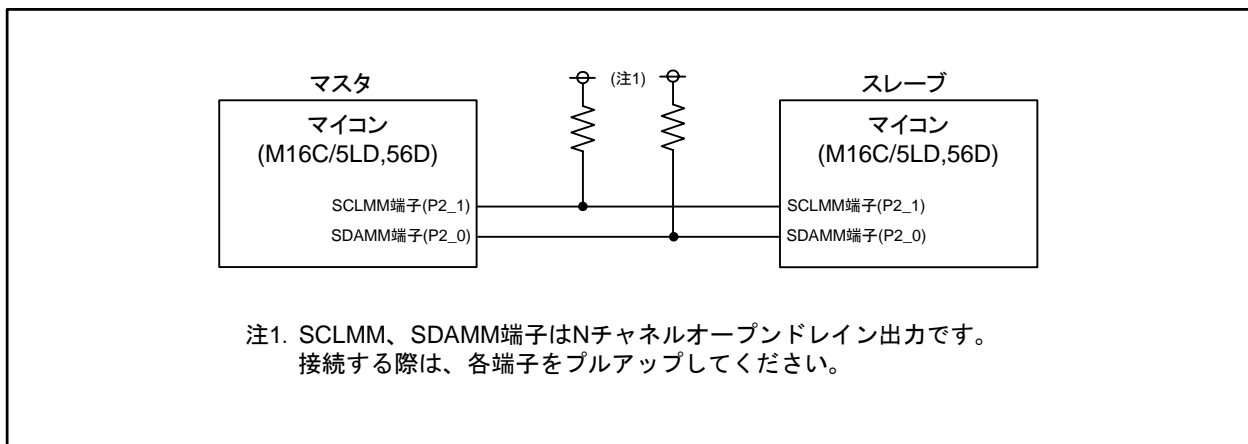 マスタ
(注1)
スレーブ
マイコン
(M16C/5LD,56D)
マイコン
(M16C/5LD,56D)
SCLMM端子(P2_1)
SCLMM端子(P2_1)
SDAMM端子(P2_0)
SDAMM端子(P2_0)
注1. SCLMM、SDAMM端子はNチャネルオープンドレイン出力です。
接続する際は、各端子をプルアップしてください。